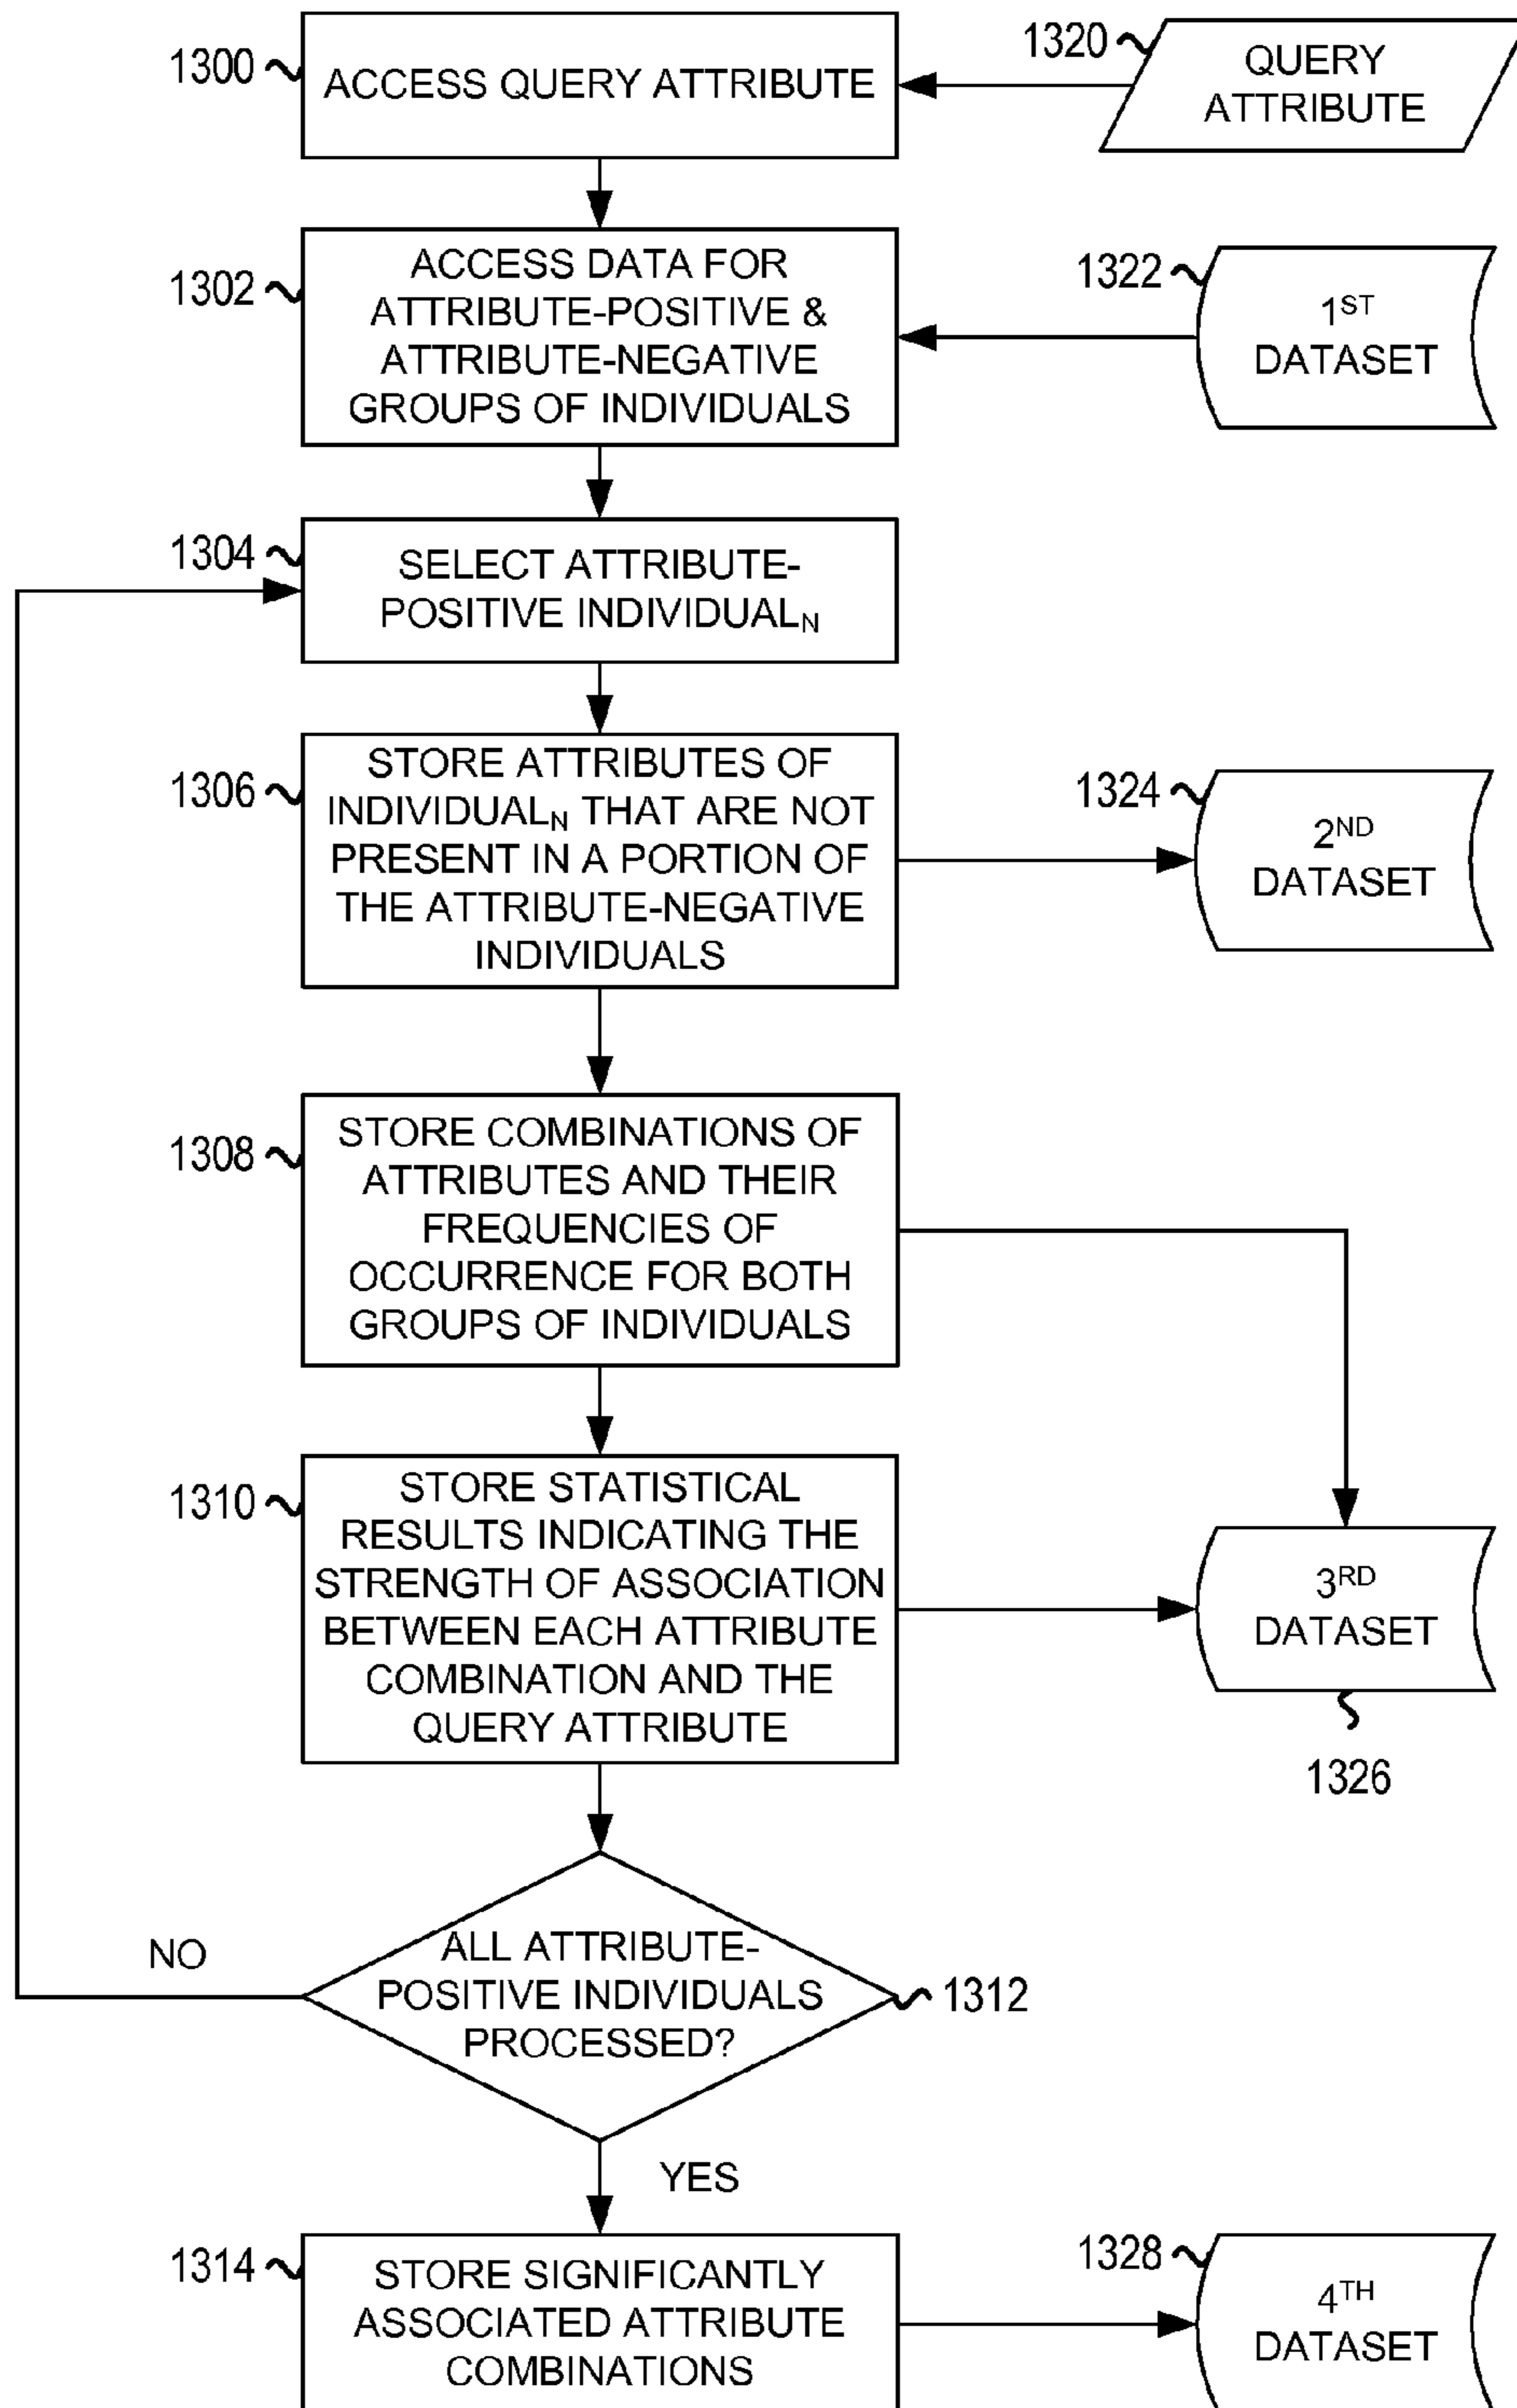 1300
ACCESS QUERY ATTRIBUTE
1320
QUERY
ATTRIBUTE
1302
ACCESS DATA FOR
ATTRIBUTE-POSITIVE &
ATTRIBUTE-NEGATIVE
GROUPS OF INDIVIDUALS
1322
1ST
DATASET
1304
SELECT ATTRIBUTE-
POSITIVE INDIVIDUALN
1306
STORE ATTRIBUTES OF
INDIVIDUALN THAT ARE NOT
PRESENT IN A PORTION OF
THE ATTRIBUTE-NEGATIVE
INDIVIDUALS
1324
2ND
DATASET
1308
STORE COMBINATIONS OF
ATTRIBUTES AND THEIR
FREQUENCIES OF
OCCURRENCE FOR BOTH
GROUPS OF INDIVIDUALS
1310
STORE STATISTICAL
RESULTS INDICATING THE
STRENGTH OF ASSOCIATION
BETWEEN EACH ATTRIBUTE
COMBINATION AND THE
QUERY ATTRIBUTE
3RD
DATASET
1326
NO
ALL ATTRIBUTE-
POSITIVE INDIVIDUALS
PROCESSED?
1312
YES
1314
STORE SIGNIFICANTLY
ASSOCIATED ATTRIBUTE
COMBINATIONS
1328
4TH
DATASET